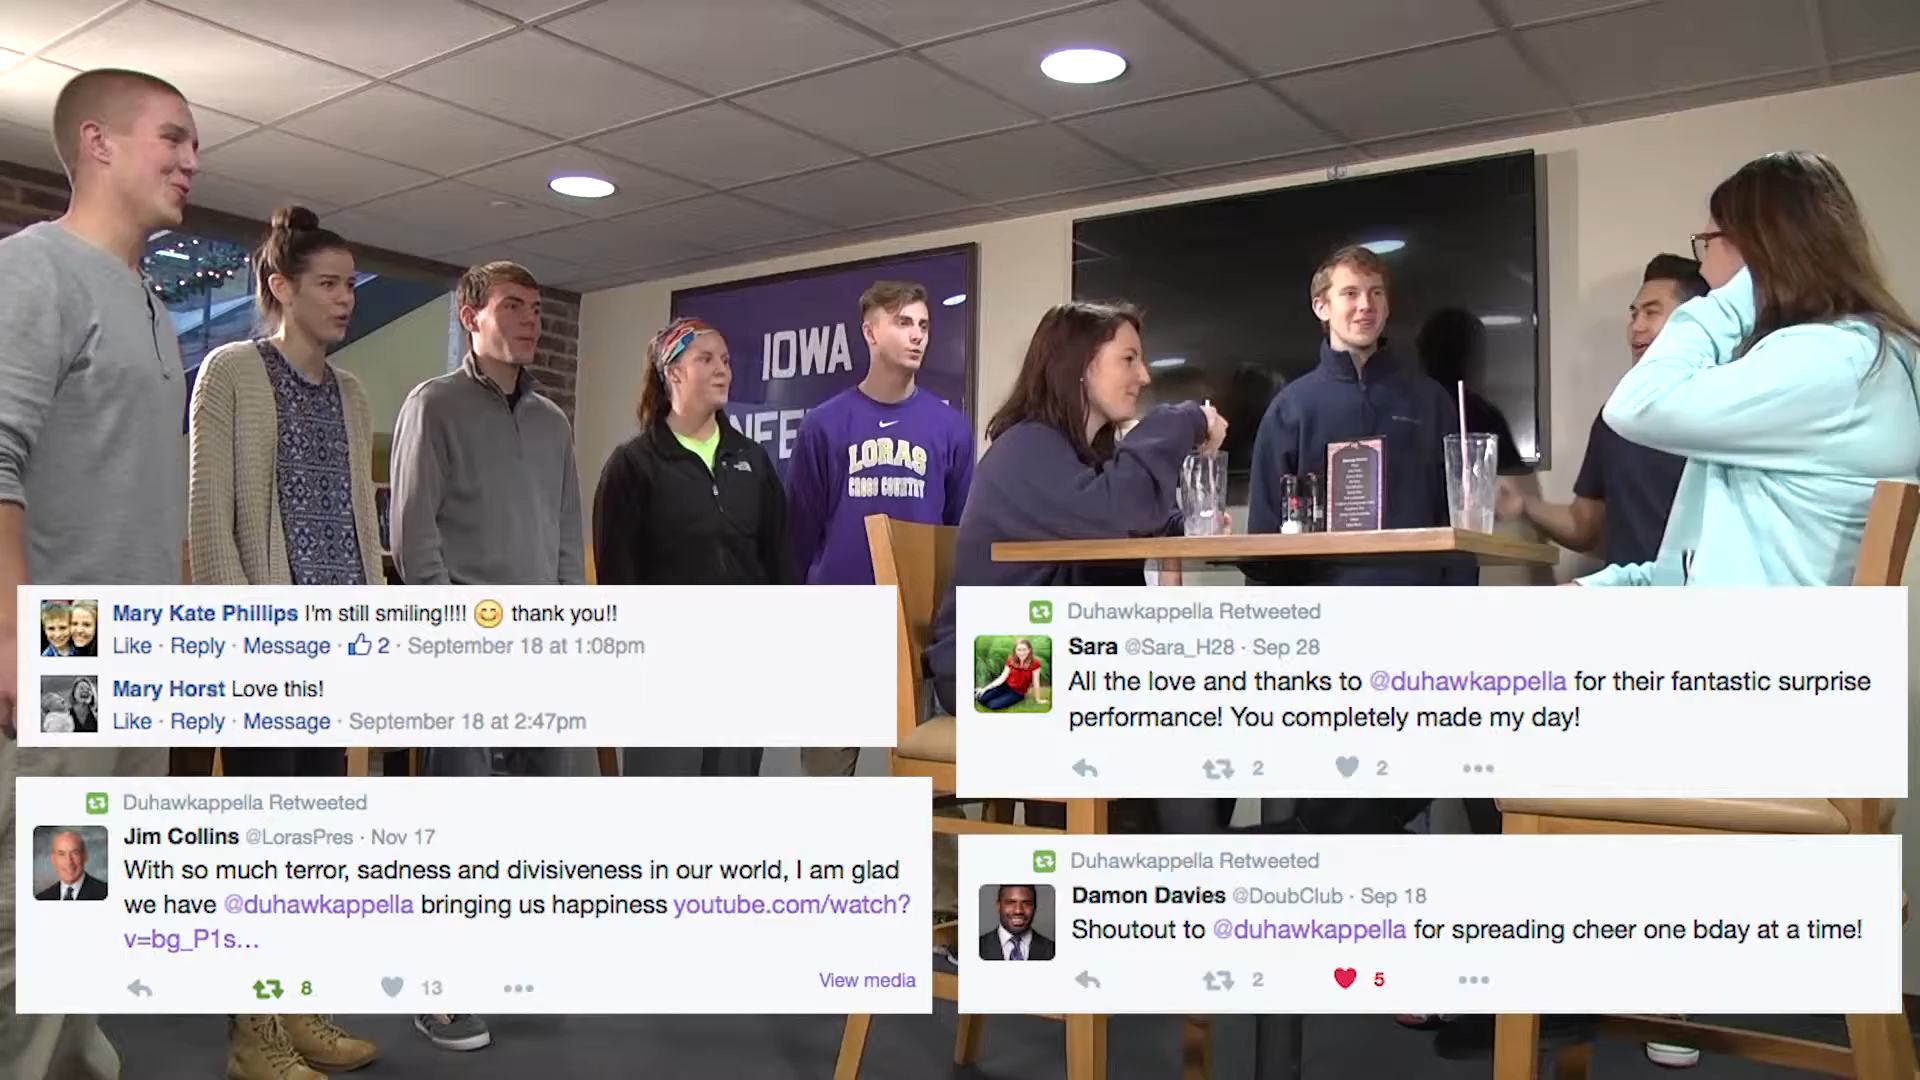 IOWA
LORAS
CROSS COUNTRY
Mary Kate Phillips I'm still smiling!!!! 😊 thank you!!
Like · Reply · Message · 2 · September 18 at 1:08pm
Mary Horst Love this!
Like · Reply · Message · September 18 at 2:47pm
Duhawkappella Retweeted
Jim Collins @LorasPres · Nov 17
With so much terror, sadness and divisiveness in our world, I am glad
we have @duhawkappella bringing us happiness youtube.com/watch?
v=bg_P1s…
8 13 View media
Duhawkappella Retweeted
Sara @Sara_H28 · Sep 28
All the love and thanks to @duhawkappella for their fantastic surprise
performance! You completely made my day!
2 2
Duhawkappella Retweeted
Damon Davies @DoubClub · Sep 18
Shoutout to @duhawkappella for spreading cheer one bday at a time!
2 5